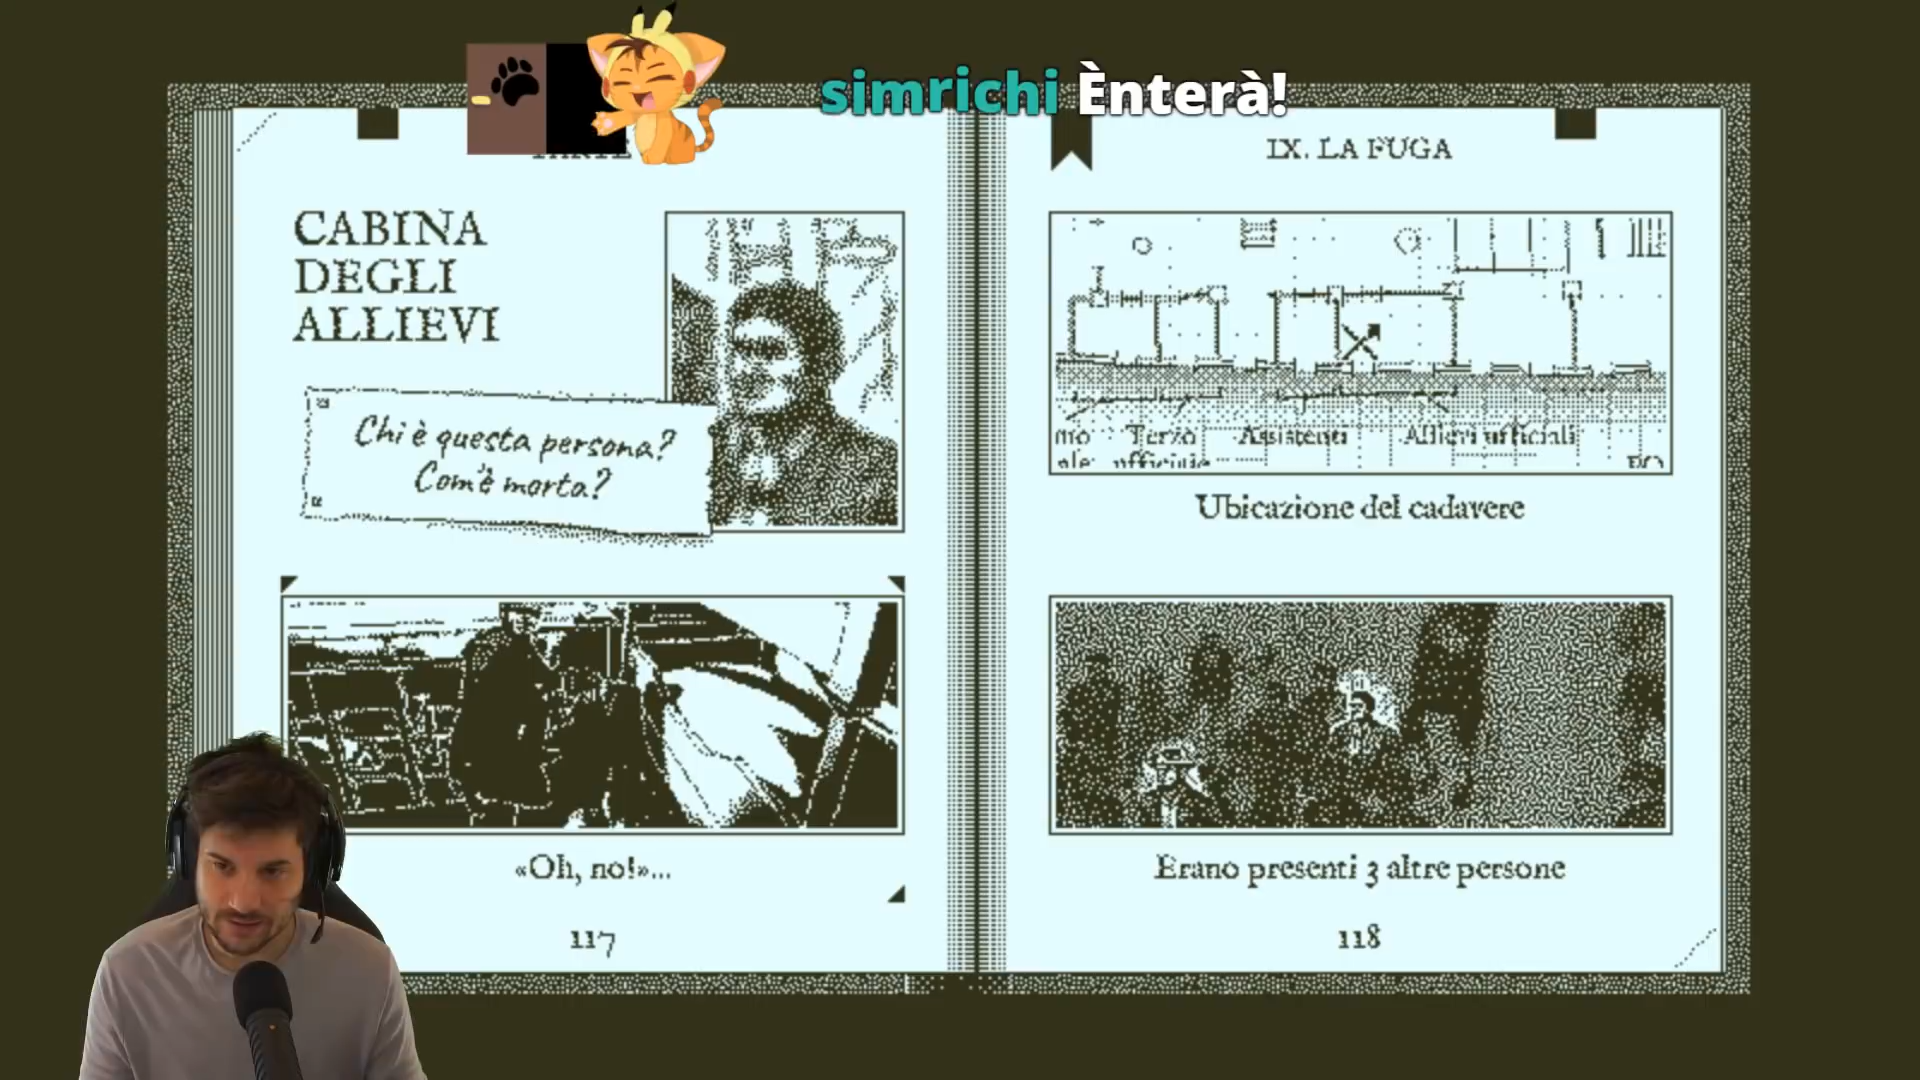 simrichi Ènterà!
IX. LA FUGA
CABINA
DEGLI
ALLIEVI
Chi è questa persona?
Com'è morta?
Terzo
Assistenti
Allievi ufficiali
ufficiale
Ubicazione del cadavere
«Oh, no!»...
Erano presenti 3 altre persone
117
118